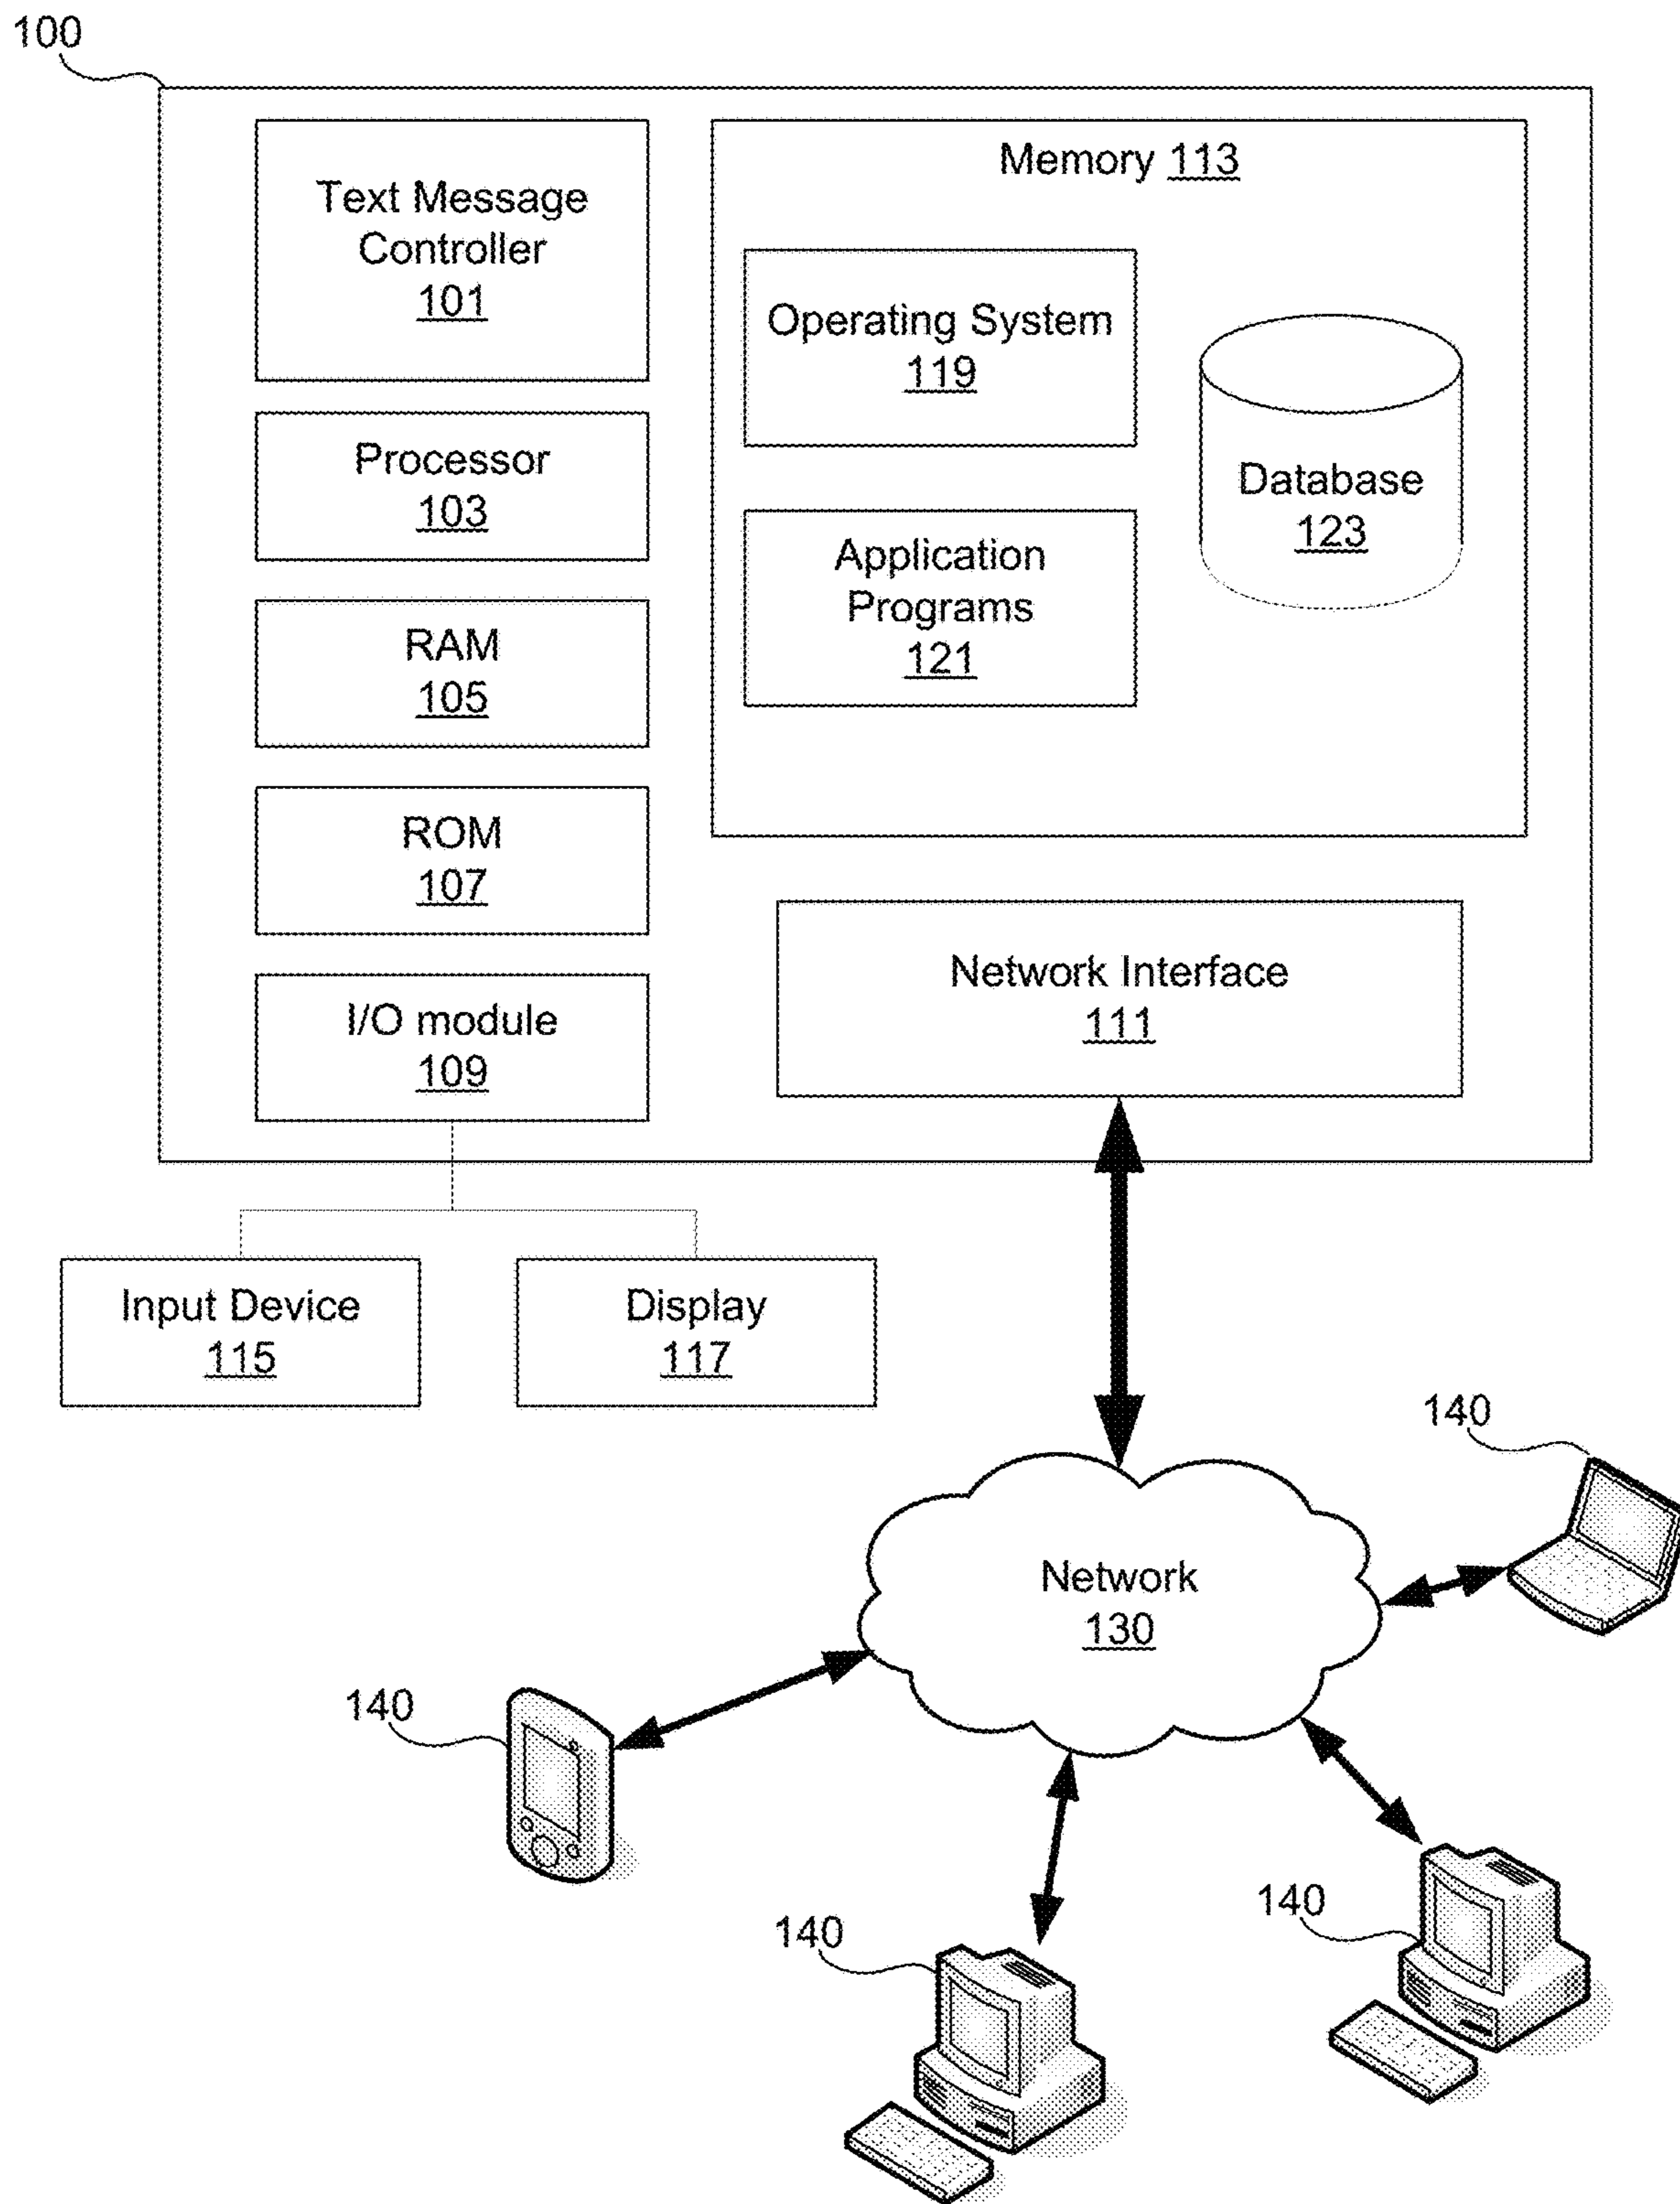 100
Text Message
Controller
101
Processor
103
RAM
105
ROM
107
I/O module
109
Memory 113
Operating System
119
Application
Programs
121
Database
123
Network Interface
111
Input Device
115
Display
117
Network
130
140
140
140
140